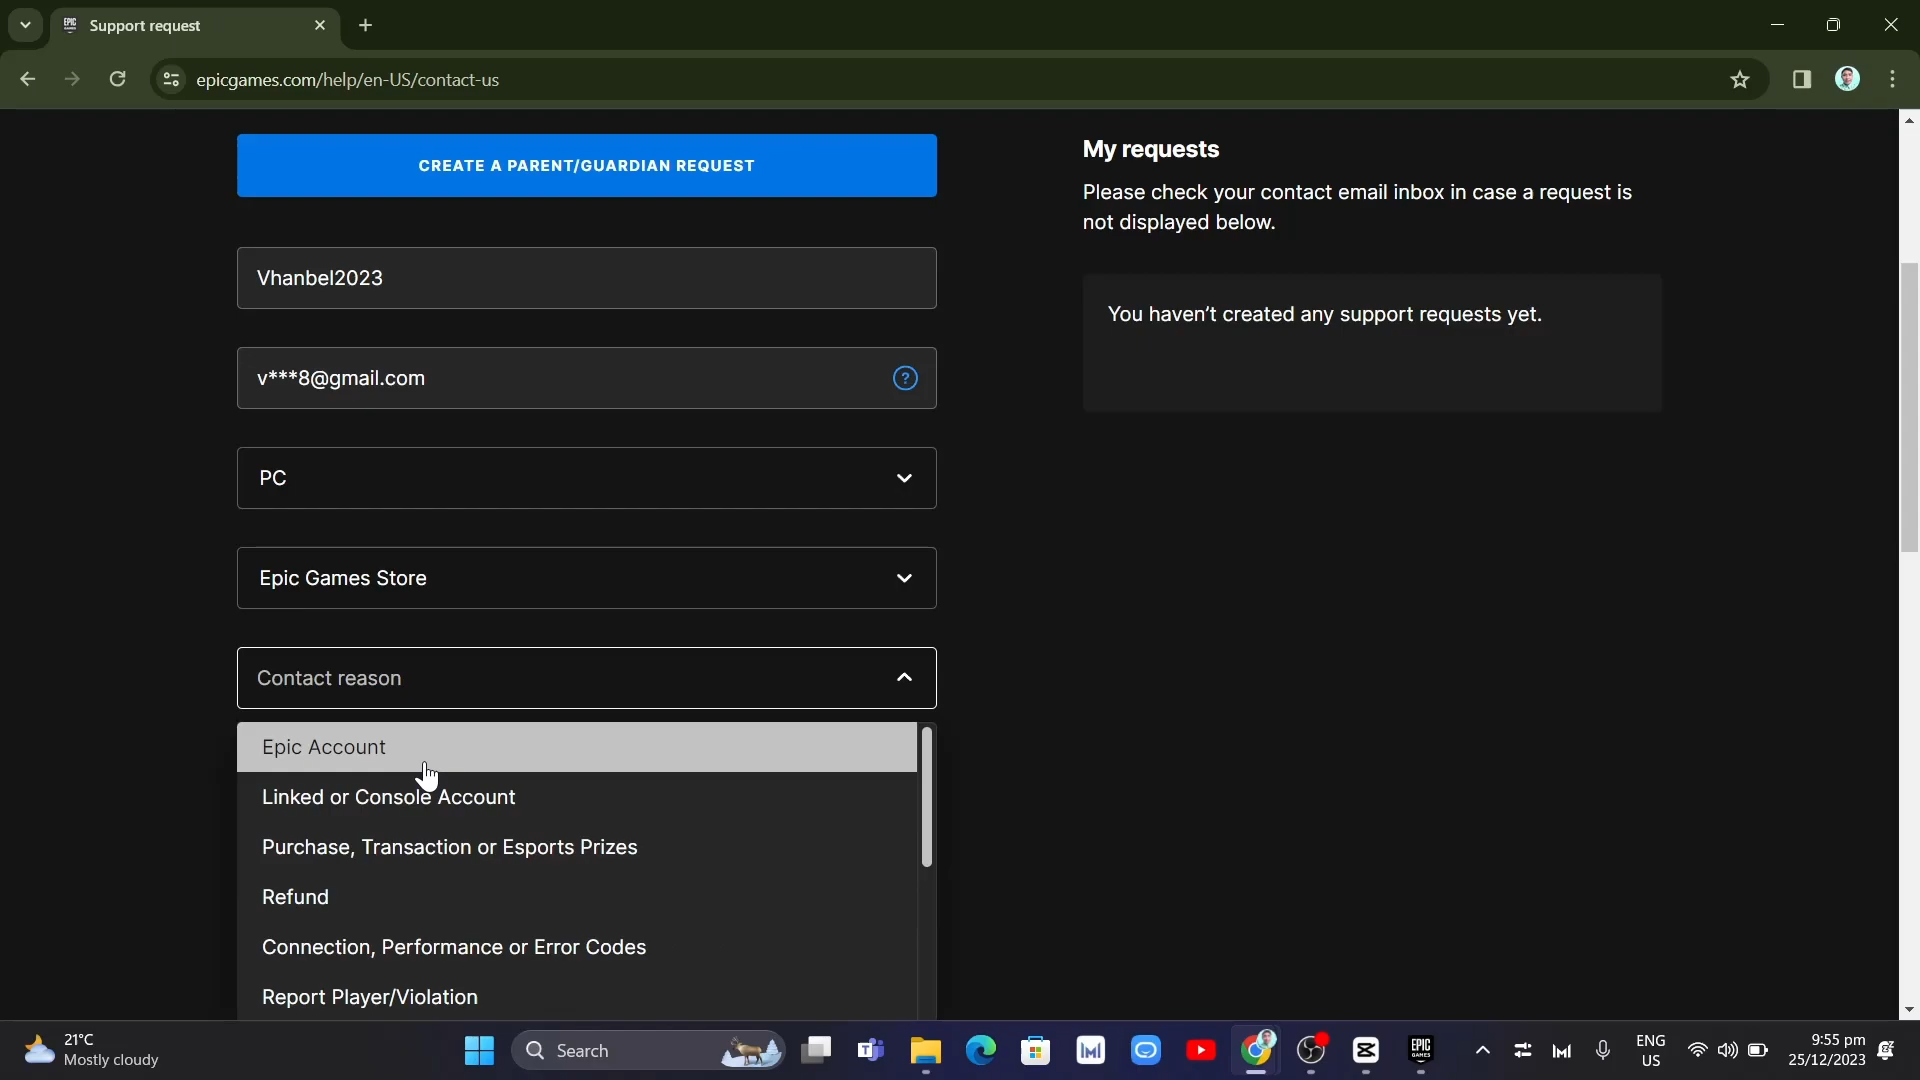 Support request
epicgames.com/help/en-US/contact-us
CREATE A PARENT/GUARDIAN REQUEST
Vhanbel2023
v***8@gmail.com
PC
Epic Games Store
Contact reason
Epic Account
Linked or Console Account
Purchase, Transaction or Esports Prizes
Refund
Connection, Performance or Error Codes
Report Player/Violation
My requests
Please check your contact email inbox in case a request is
not displayed below.
You haven't created any support requests yet.
21°C
Mostly cloudy
Search
EPIC
GAMES
ENG
US
9:55 pm
25/12/2023